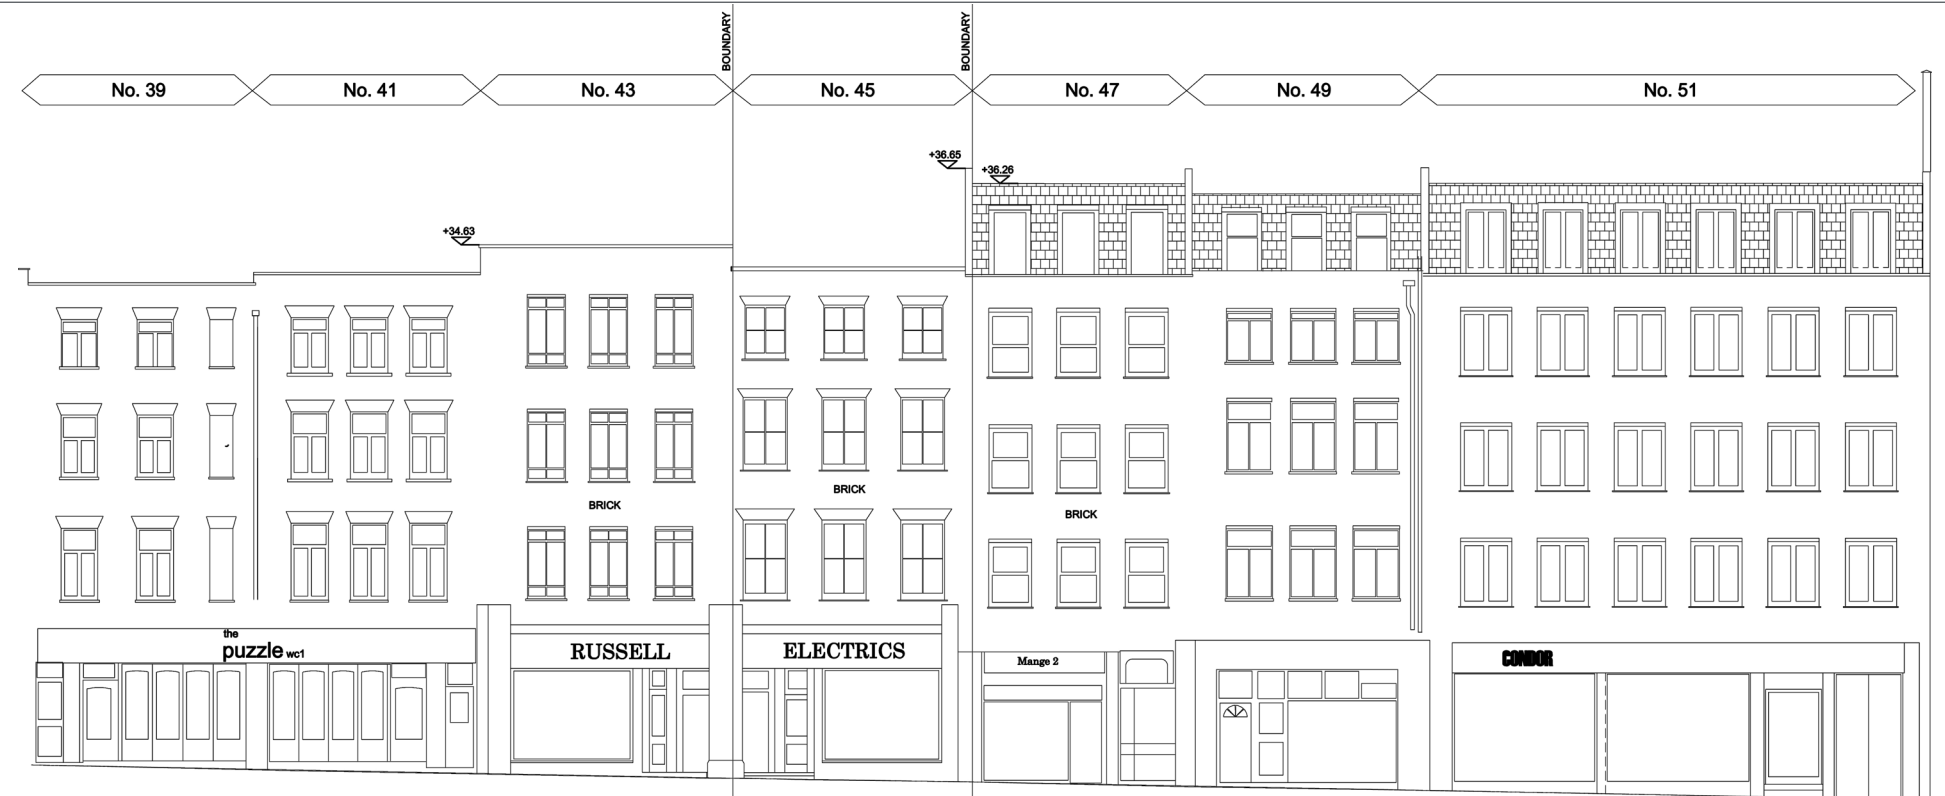 BOUNDARY
BOUNDARY
No. 39
No. 41
No. 43
No. 45
No. 47
No. 49
No. 51
+36.65
+36.26
+34.63
BRICK
BRICK
BRICK
the
puzzle wc1
RUSSELL
ELECTRICS
Mange 2
CONDOR